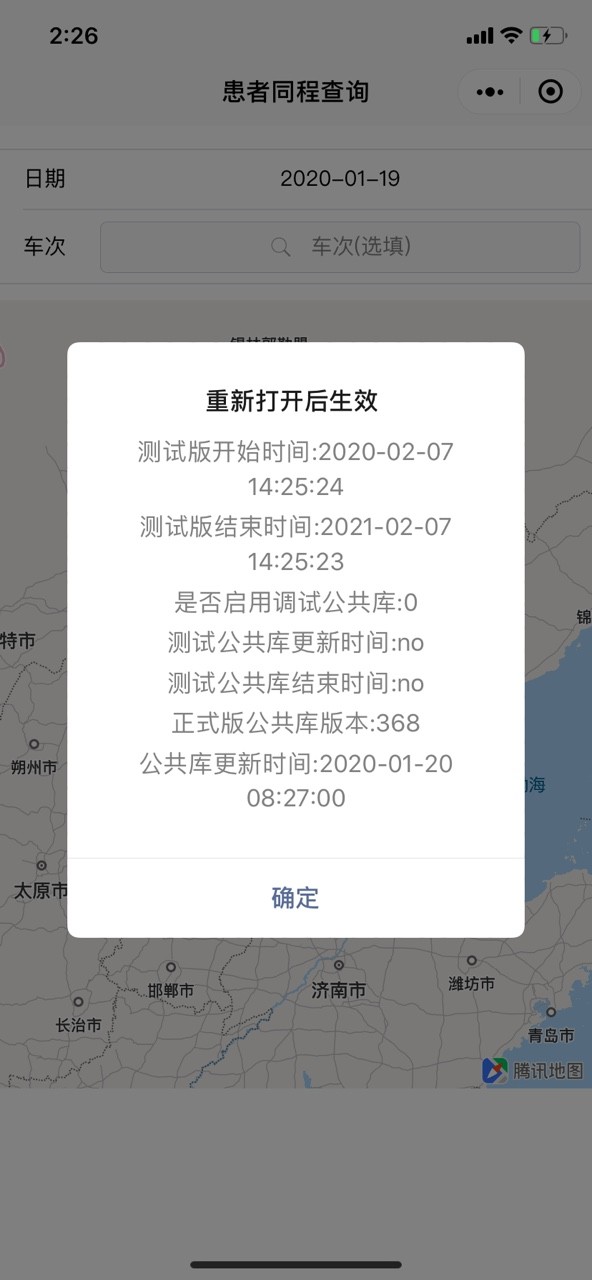 2:26
患者同程查询
日期
2020-01-19
车次
车次(选填)
重新打开后生效
测试版开始时间:2020-02-07
14:25:24
测试版结束时间:2021-02-07
14:25:23
是否启用调试公共库:0
测试公共库更新时间:no
测试公共库结束时间:no
正式版公共库版本:368
公共库更新时间:2020-01-20
08:27:00
确定
特市
锦
朔州市
海
太原市
邯郸市
济南市
潍坊市
长治市
青岛市
腾讯地图